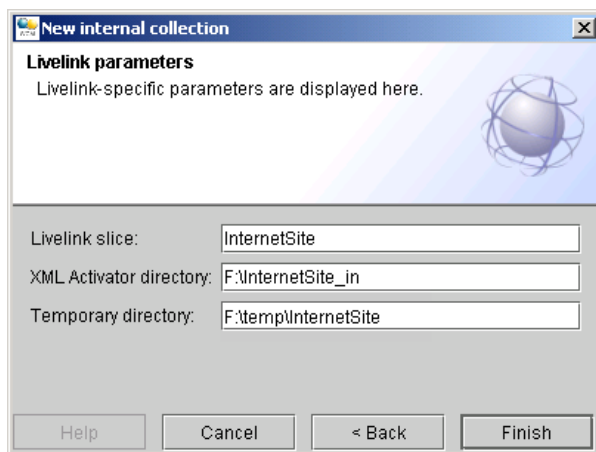 New internal collection
Livelink parameters
Livelink-specific parameters are displayed here.
Livelink slice: InternetSite
XML Activator directory: F:\InternetSite_in
Temporary directory: F:\temp\InternetSite
Help Cancel < Back Finish